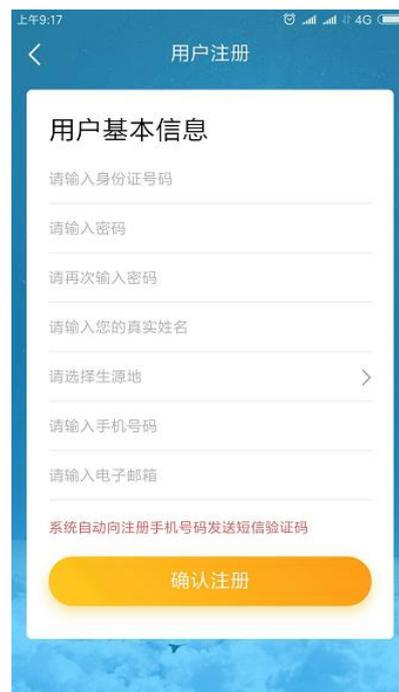 上午9:17
4G
用户注册
用户基本信息
请输入身份证号码
请输入密码
请再次输入密码
请输入您的真实姓名
请选择生源地
请输入手机号码
请输入电子邮箱
系统自动向注册手机号码发送短信验证码
确认注册